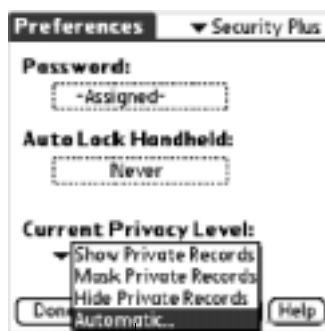 Preferences
Security Plus
Password:
-Assigned-
Auto Lock Handheld:
Never
Current Privacy Level:
Show Private Records
Mask Private Records
Hide Private Records
Automatic...
Help